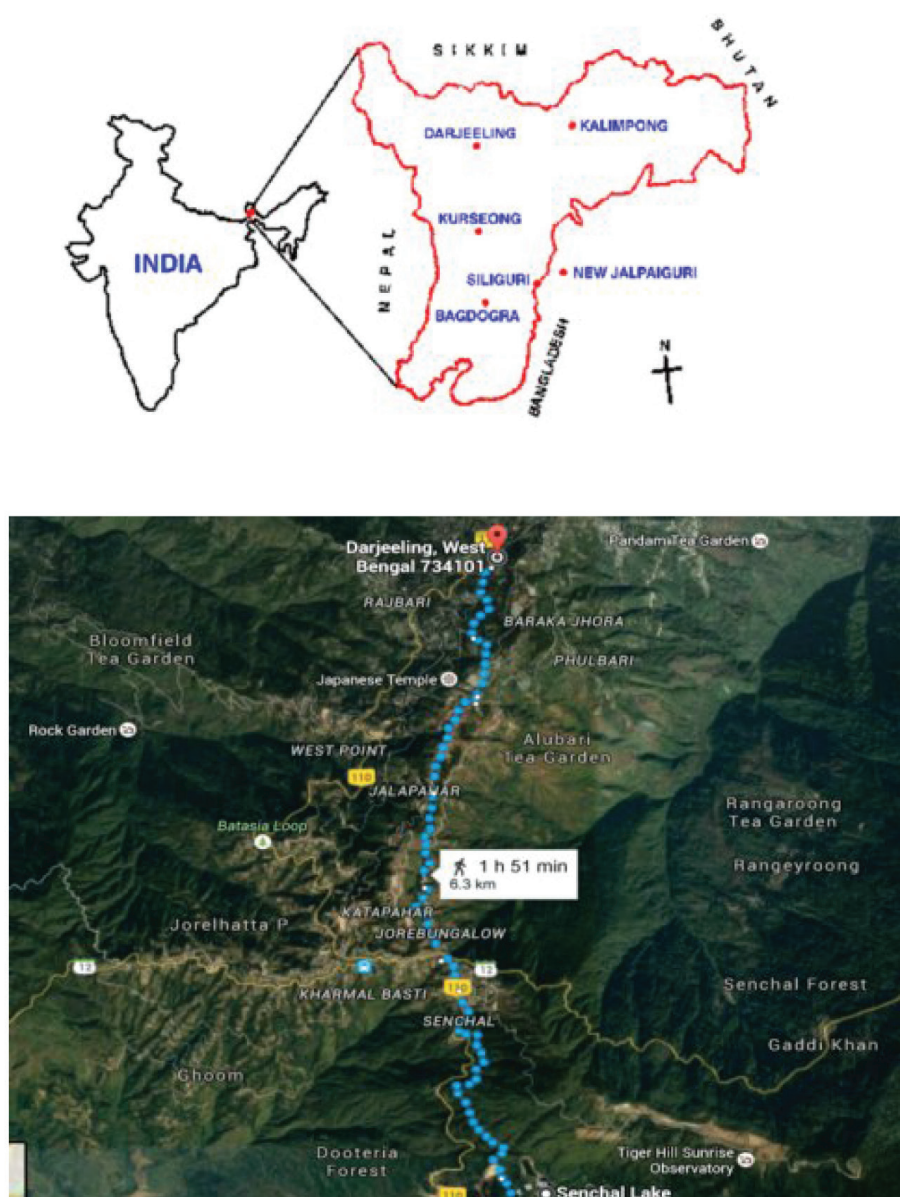 SIKKIM
BHUTAN
DARJEELING
KALIMPONG
KURSEONG
INDIA
NEPAL
SILIGURI
NEW JALPAIGURI
BAGDOGRA
BANGLADESH
N
Darjeeling, West
Bengal 734101
Pandam Tea Garden
RAJBARI
BARAKA JHORA
Bloomfield
Tea Garden
PHULBARI
Japanese Temple
Rock Garden
Alubari
Tea Garden
WEST POINT
110
JALAPAHAR
Rangaroong
Tea Garden
Batasia Loop
1 h 51 min
6.3 km
Rangeyroong
KATAPAHAR
Jorelhatta P
JOREBUNGALOW
12
12
110
KHARMAL BASTI
Senchal Forest
SENCHAL
Gaddi Khan
Ghoom
Dooteria
Forest
Tiger Hill Sunrise
Observatory
110
Senchal Lake